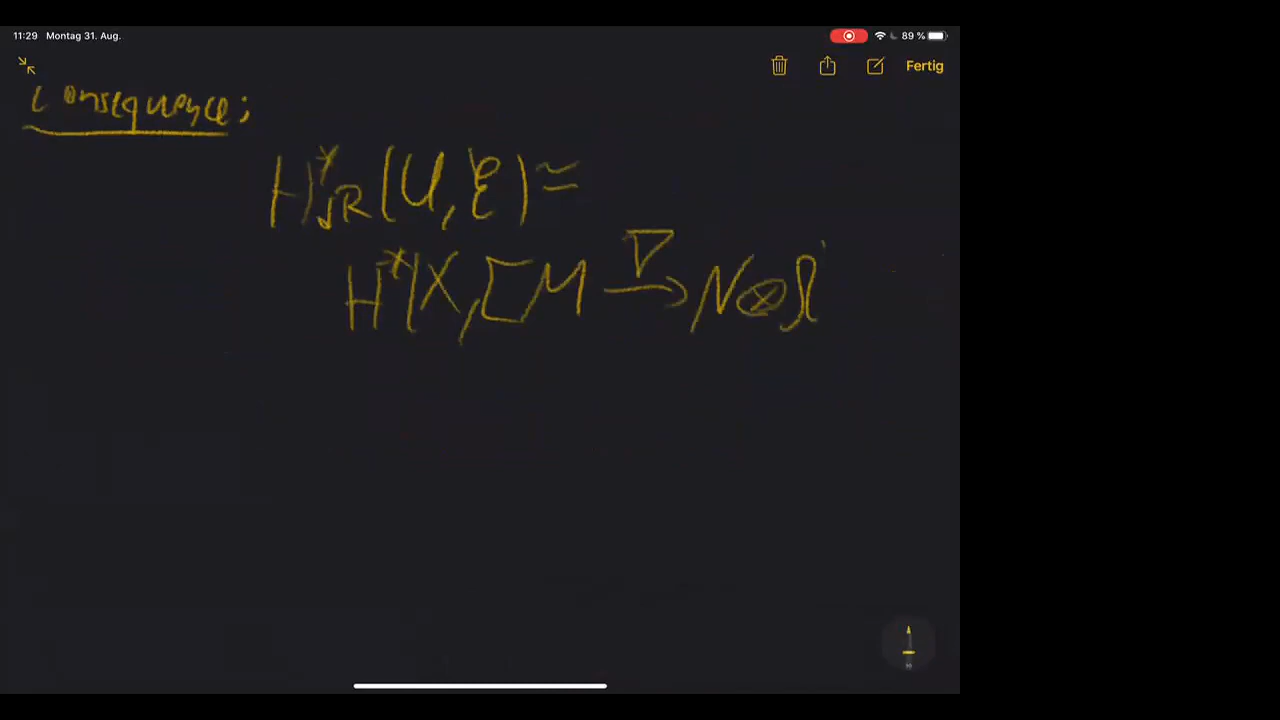 11:29 Montag 31. Aug. 89 %
Fertig
Consequence:
H*dR(U, ℰ) ≃
H*(X, [M —∇→ N⊗Ω